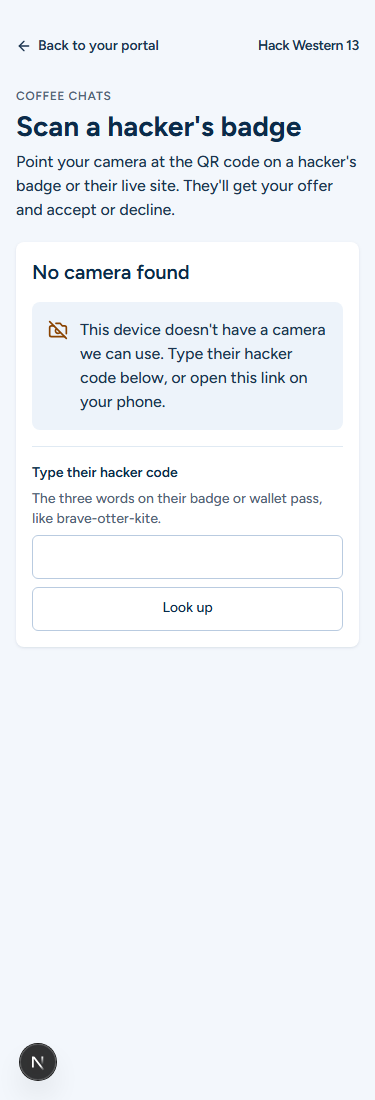 Back to your portal
Hack Western 13
COFFEE CHATS
Scan a hacker's badge
Point your camera at the QR code on a hacker's
badge or their live site. They'll get your offer
and accept or decline.
No camera found
This device doesn't have a camera
we can use. Type their hacker
code below, or open this link on
your phone.
Type their hacker code
The three words on their badge or wallet pass,
like brave-otter-kite.
Look up
N